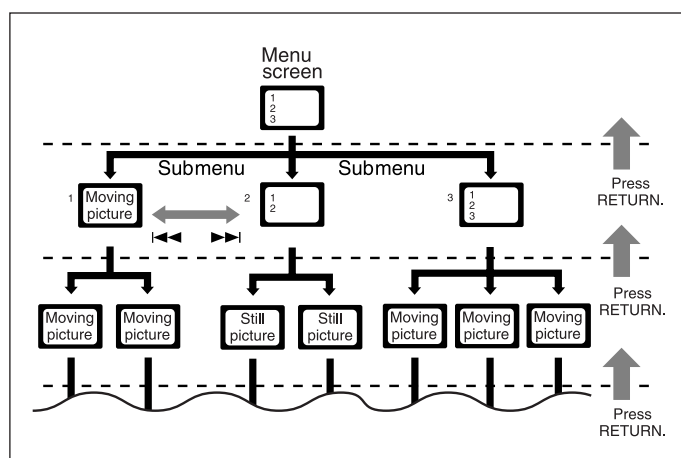 Menu
screen
1
2
3
Submenu
Submenu
1
Moving
picture
2
1
2
3
1
2
3
Press
RETURN.
Moving
picture
Moving
picture
Still
picture
Still
picture
Moving
picture
Moving
picture
Moving
picture
Press
RETURN.
Press
RETURN.